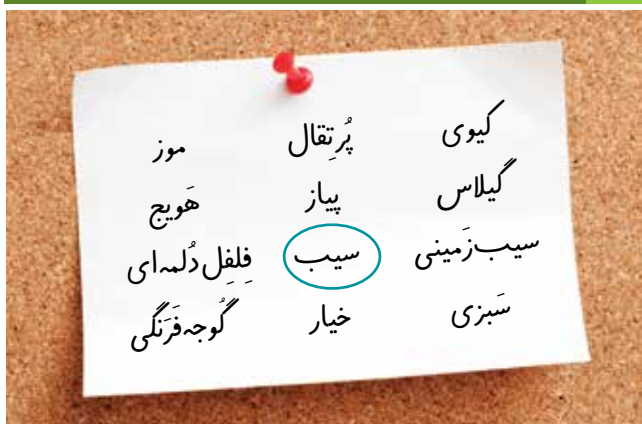 کیوی پُرتِقال موز
گیلاس پیاز هَویج
سیب‌زَمینی سیب فِلفِل دُلمه‌ای
سَبزی خیار گُوجه‌فَرَنگی